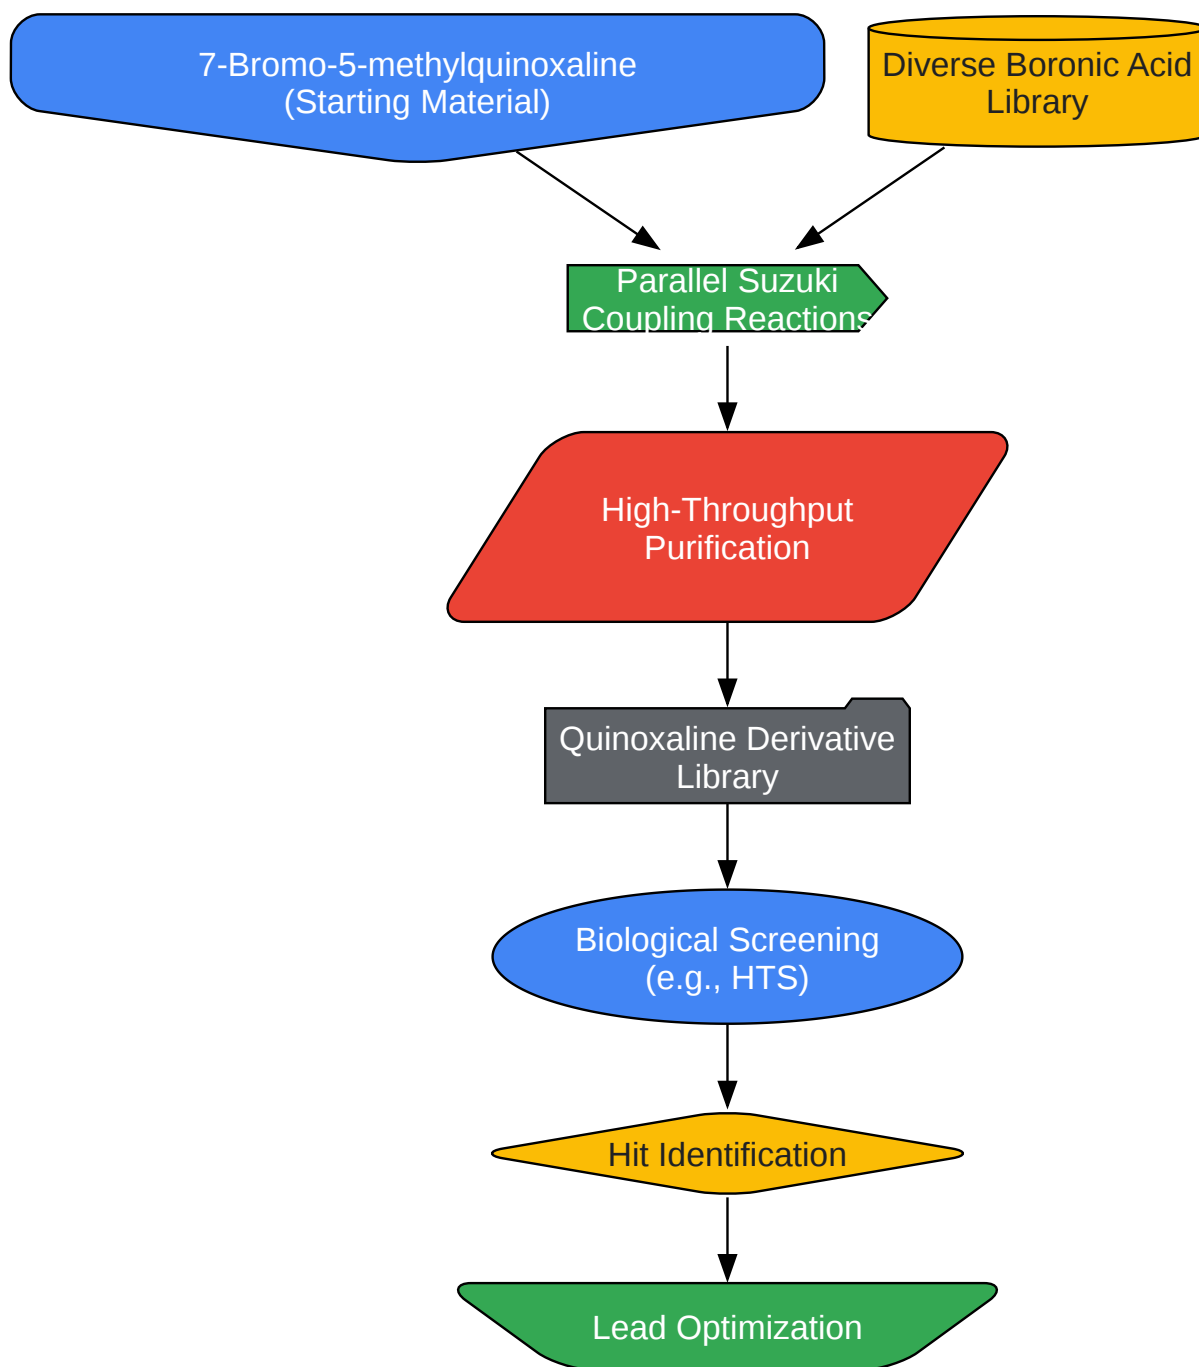 7-Bromo-5-methylquinoxaline
(Starting Material)
Diverse Boronic Acid
Library
Parallel Suzuki
Coupling Reactions
High-Throughput
Purification
Quinoxaline Derivative
Library
Biological Screening
(e.g., HTS)
Hit Identification
Lead Optimization